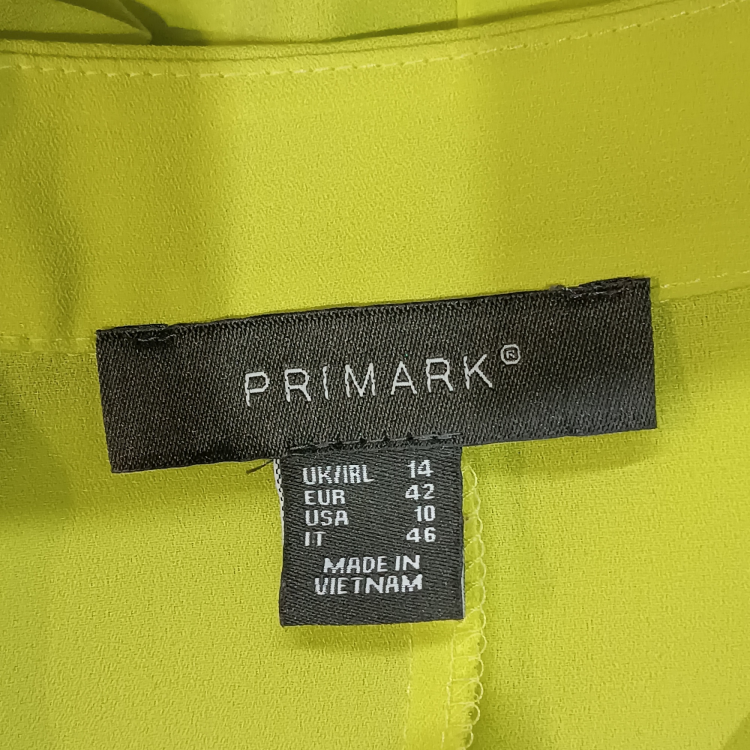 PRIMARK®
UK/IRL 14
EUR 42
USA 10
IT 46
MADE IN
VIETNAM